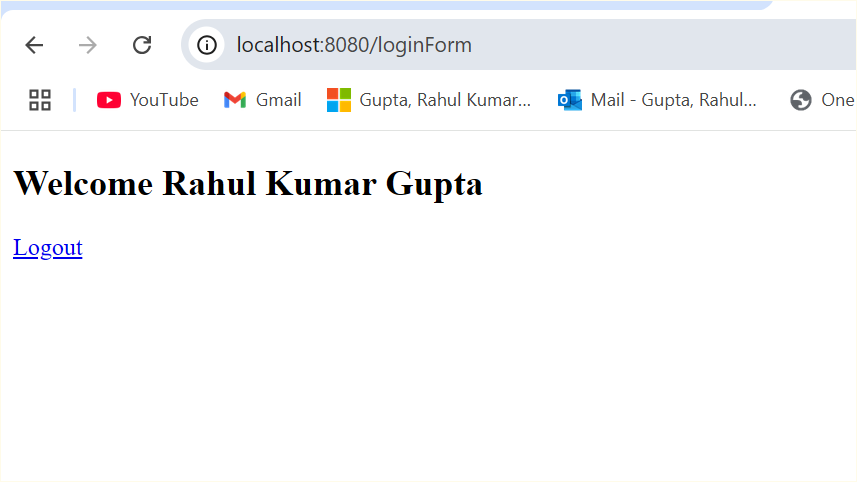 localhost:8080/loginForm
YouTube Gmail Gupta, Rahul Kumar... Mail - Gupta, Rahul... One
Welcome Rahul Kumar Gupta
Logout